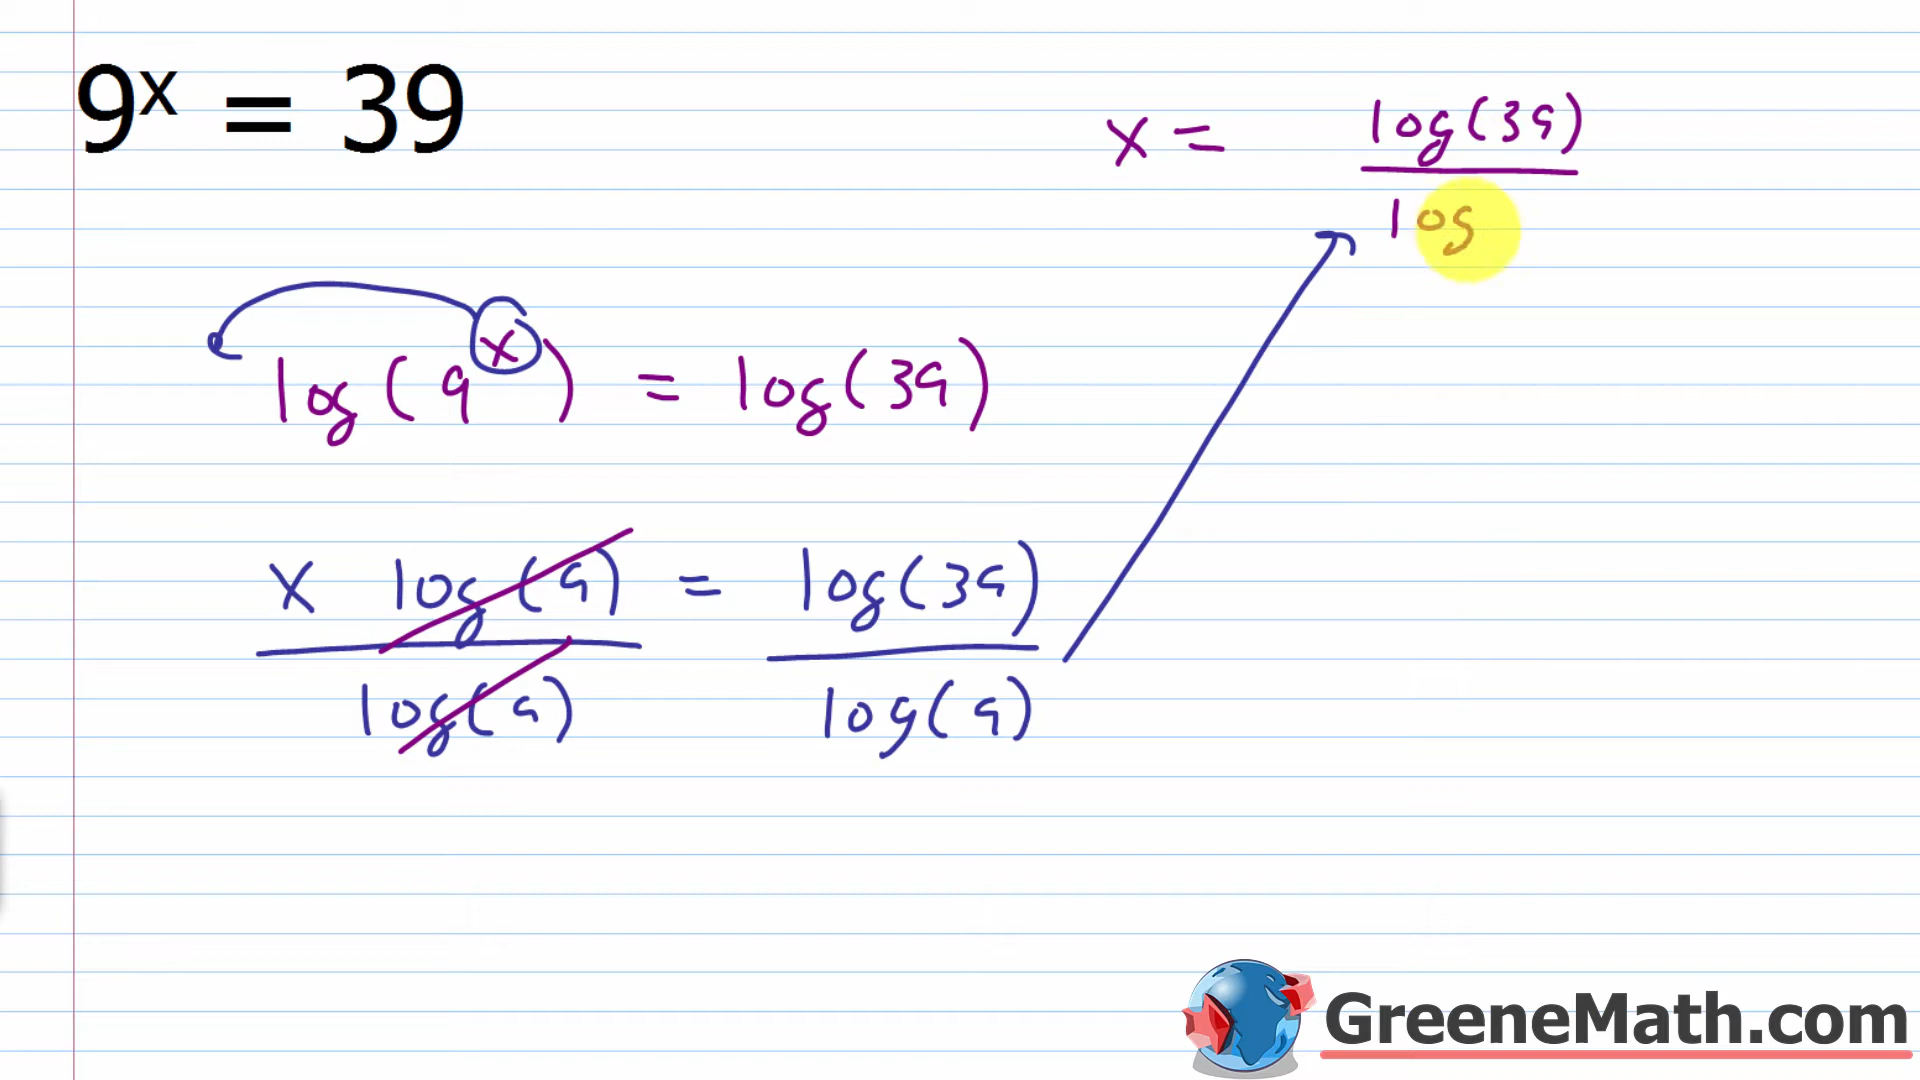 9ˣ = 39
x = log(39)
log
log(9ˣ) = log(39)
x log(9) = log(39)
log(9) log(9)
GreeneMath.com